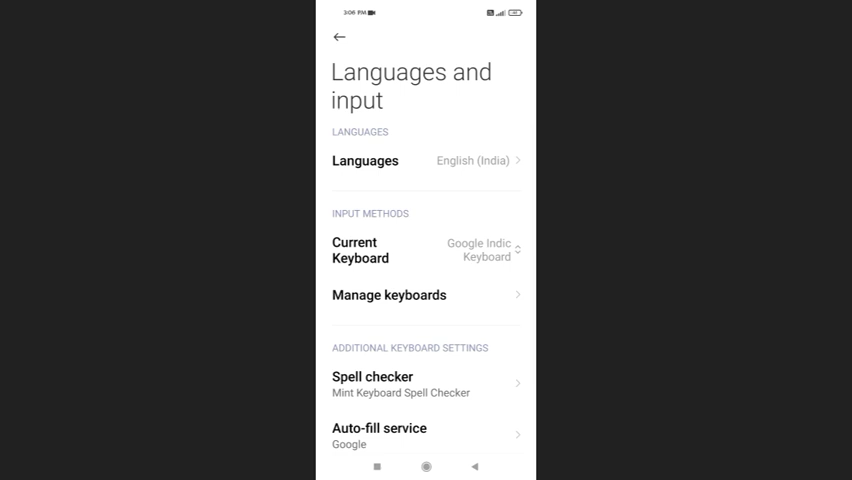 3:06 PM
Languages and
input
LANGUAGES
Languages
English (India)
INPUT METHODS
Current
Keyboard
Google Indic
Keyboard
Manage keyboards
ADDITIONAL KEYBOARD SETTINGS
Spell checker
Mint Keyboard Spell Checker
Auto-fill service
Google